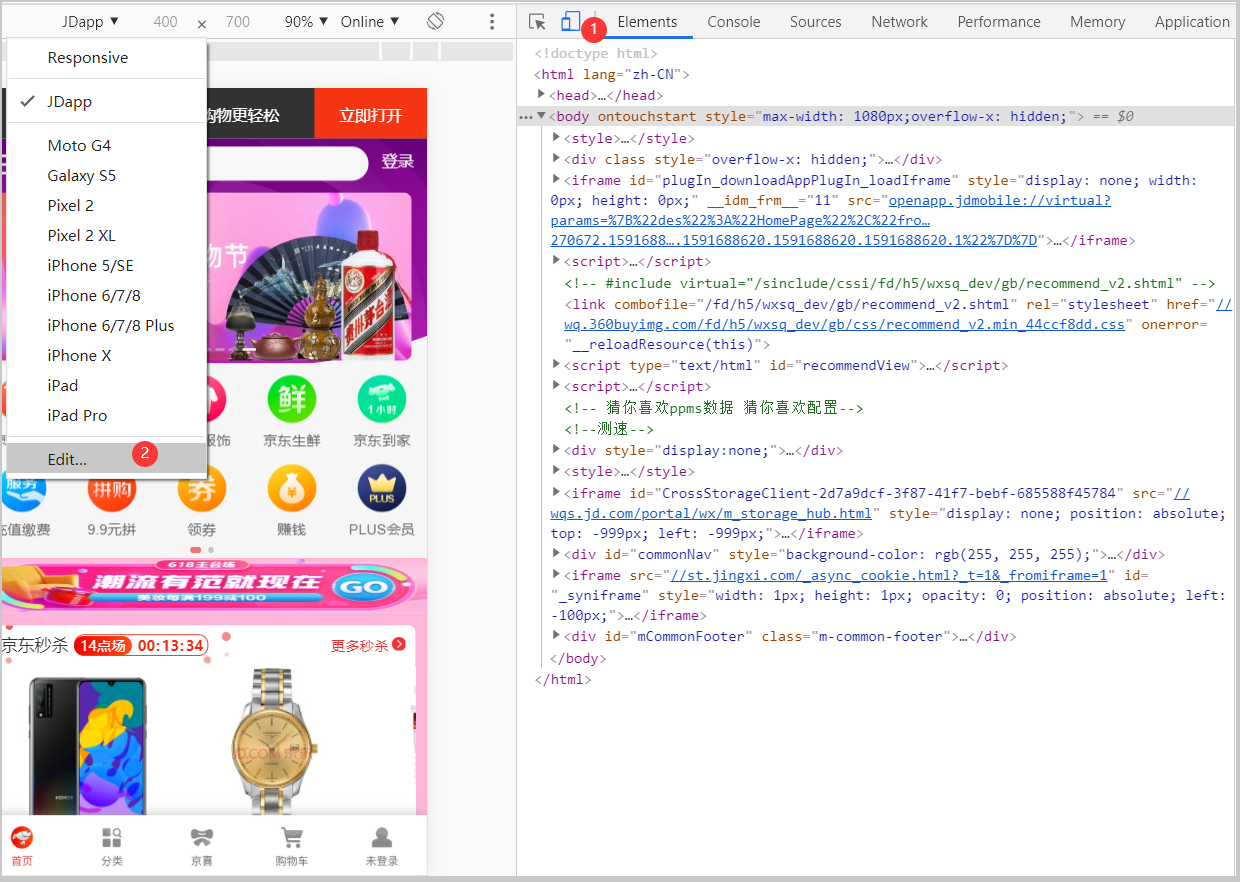 JDapp ▼ 400 × 700 90% ▼ Online ▼
1
Elements Console Sources Network Performance Memory Application
Responsive
JDapp
Moto G4
Galaxy S5
Pixel 2
Pixel 2 XL
iPhone 5/SE
iPhone 6/7/8
iPhone 6/7/8 Plus
iPhone X
iPad
iPad Pro
Edit...
2
购物更轻松 立即打开
登录
物节
贵州茅台酒
鲜
1小时
服饰 京东生鲜 京东到家
服务 拼购 券 ¥ PLUS
充值缴费 9.9元拼 领券 赚钱 PLUS会员
618主会场
潮流有范就现在 GO
美妆每满199减100
京东秒杀 14点场 00:13:34 更多秒杀
HONOR
JD.COM 京东
首页 分类 京喜 购物车 未登录
<!doctype html>
<html lang="zh-CN">
<head>…</head>
<body ontouchstart style="max-width: 1080px;overflow-x: hidden;"> == $0
<style>…</style>
<div class style="overflow-x: hidden;">…</div>
<iframe id="plugIn_downloadAppPlugIn_loadIframe" style="display: none; width:
0px; height: 0px;" __idm_frm__="11" src="openapp.jdmobile://virtual?
params=%7B%22des%22%3A%22HomePage%22%2C%22fro…
270672.1591688….1591688620.1591688620.1591688620.1%22%7D%7D">…</iframe>
<script>…</script>
<!-- #include virtual="/sinclude/cssi/fd/h5/wxsq_dev/gb/recommend_v2.shtml" -->
<link combofile="/fd/h5/wxsq_dev/gb/recommend_v2.shtml" rel="stylesheet" href="//
wq.360buyimg.com/fd/h5/wxsq_dev/gb/css/recommend_v2.min_44ccf8dd.css" onerror=
"__reloadResource(this)">
<script type="text/html" id="recommendView">…</script>
<script>…</script>
<!-- 猜你喜欢ppms数据 猜你喜欢配置-->
<!--测速-->
<div style="display:none;">…</div>
<style>…</style>
<iframe id="CrossStorageClient-2d7a9dcf-3f87-41f7-bebf-685588f45784" src="//
wqs.jd.com/portal/wx/m_storage_hub.html" style="display: none; position: absolute;
top: -999px; left: -999px;">…</iframe>
<div id="commonNav" style="background-color: rgb(255, 255, 255);">…</div>
<iframe src="//st.jingxi.com/_async_cookie.html?_t=1&_fromiframe=1" id=
"_syniframe" style="width: 1px; height: 1px; opacity: 0; position: absolute; left:
-100px;">…</iframe>
<div id="mCommonFooter" class="m-common-footer">…</div>
</body>
</html>